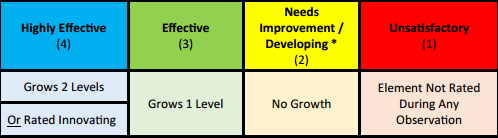 Highly Effective
(4)
Effective
(3)
Needs
Improvement /
Developing *
(2)
Unsatisfactory
(1)
Grows 2 Levels
Or Rated Innovating
Grows 1 Level
No Growth
Element Not Rated
During Any
Observation